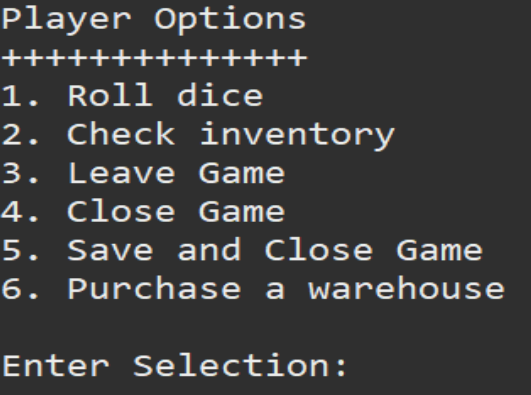 Player Options
++++++++++++++
1. Roll dice
2. Check inventory
3. Leave Game
4. Close Game
5. Save and Close Game
6. Purchase a warehouse
Enter Selection: